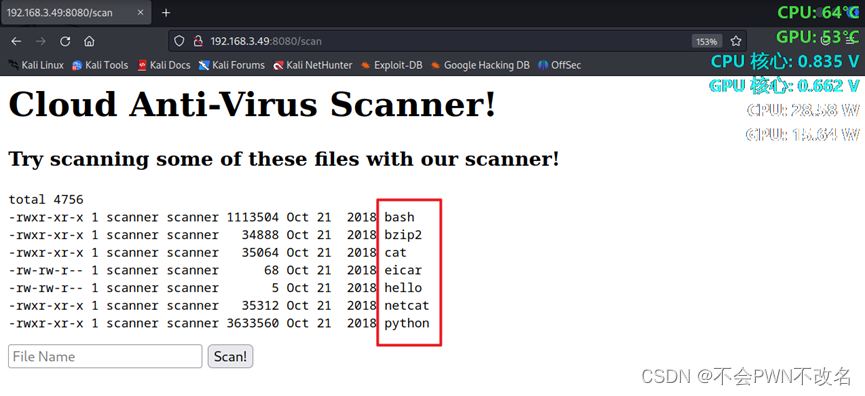 192.168.3.49:8080/scan
192.168.3.49:8080/scan
153%
Kali Linux Kali Tools Kali Docs Kali Forums Kali NetHunter Exploit-DB Google Hacking DB OffSec
CPU: 64°C
GPU: 53°C
CPU 核心: 0.835 V
GPU 核心: 0.662 V
CPU: 28.58 W
GPU: 15.64 W
Cloud Anti-Virus Scanner!
Try scanning some of these files with our scanner!
total 4756
-rwxr-xr-x 1 scanner scanner 1113504 Oct 21 2018 bash
-rwxr-xr-x 1 scanner scanner 34888 Oct 21 2018 bzip2
-rwxr-xr-x 1 scanner scanner 35064 Oct 21 2018 cat
-rw-rw-r-- 1 scanner scanner 68 Oct 21 2018 eicar
-rw-rw-r-- 1 scanner scanner 5 Oct 21 2018 hello
-rwxr-xr-x 1 scanner scanner 35312 Oct 21 2018 netcat
-rwxr-xr-x 1 scanner scanner 3633560 Oct 21 2018 python
File Name Scan!
CSDN @不会PWN不改名